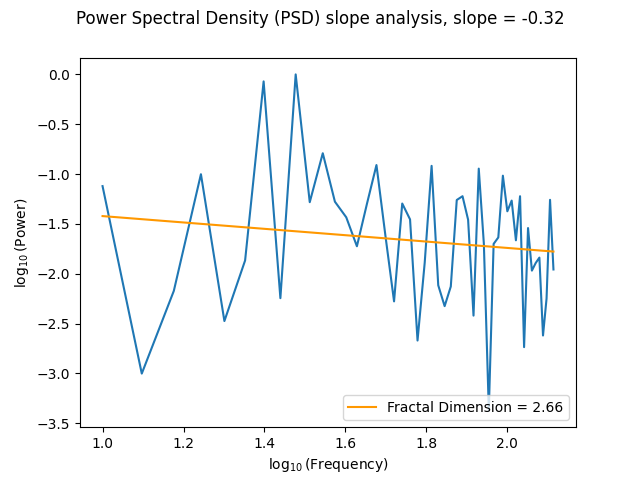 Power Spectral Density (PSD) slope analysis, slope = -0.32
0.0
−0.5
−1.0
−1.5
−2.0
−2.5
−3.0
−3.5
log₁₀ (Power)
Fractal Dimension = 2.66
1.0 1.2 1.4 1.6 1.8 2.0
log₁₀ (Frequency)